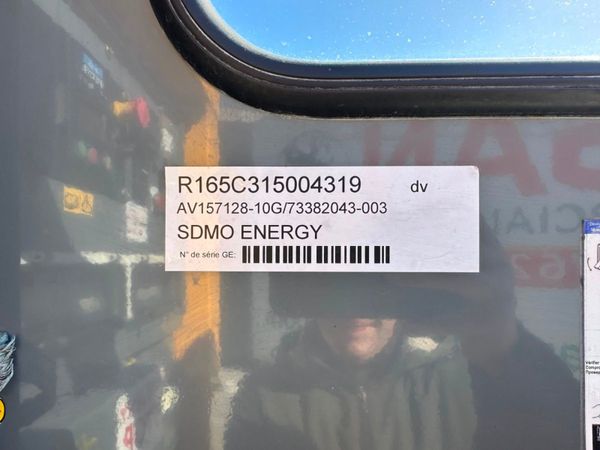 R165C315004319 dv
AV157128-10G/73382043-003
SDMO ENERGY
N° de série GE: